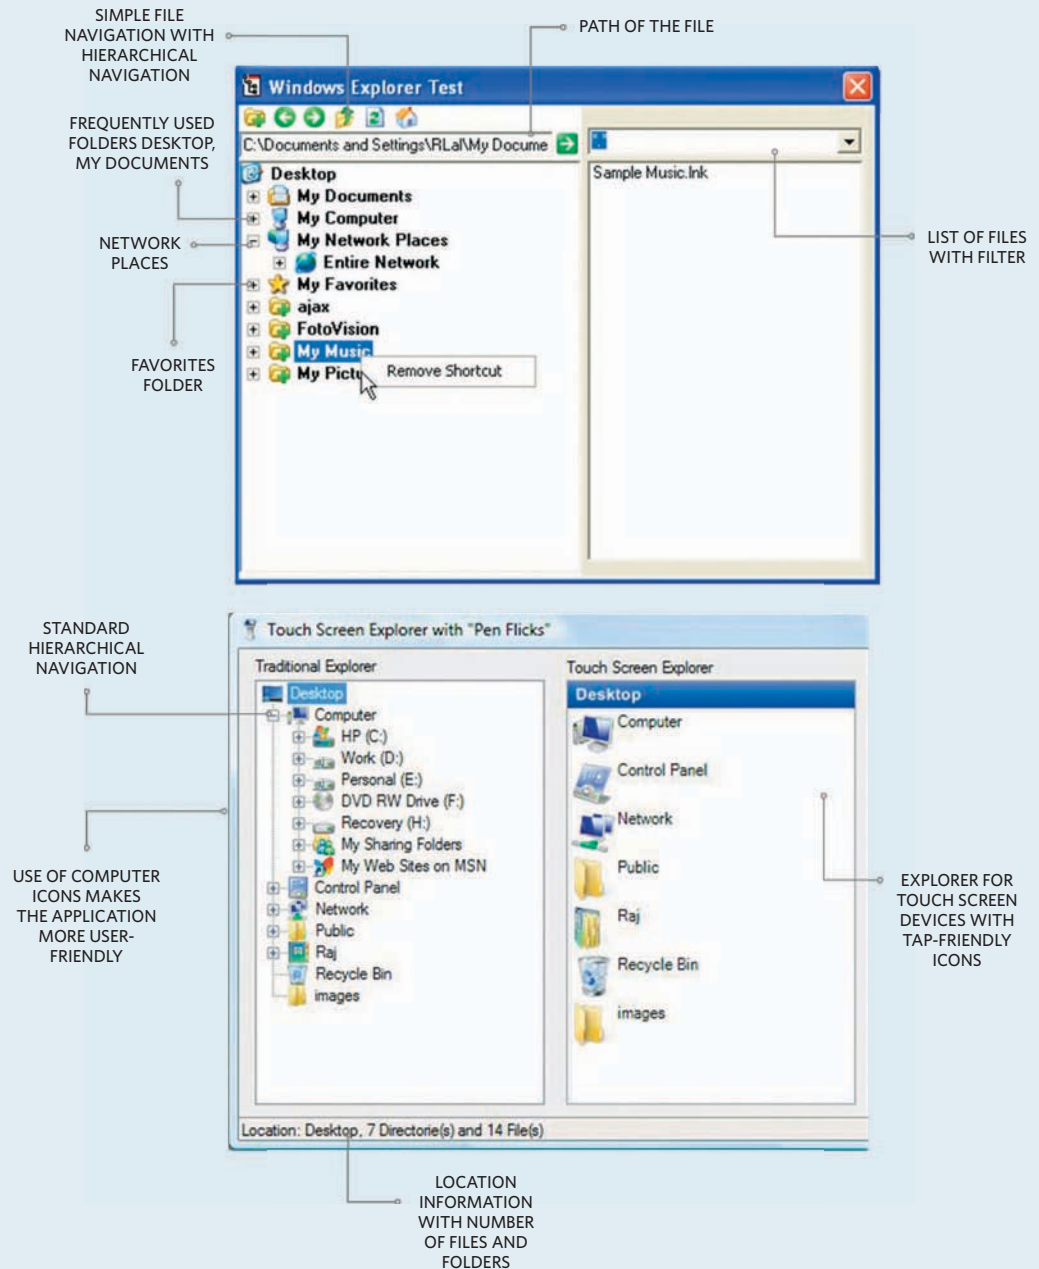 SIMPLE FILE
NAVIGATION WITH
HIERARCHICAL
NAVIGATION
PATH OF THE FILE
FREQUENTLY USED
FOLDERS DESKTOP,
MY DOCUMENTS
NETWORK
PLACES
FAVORITES
FOLDER
Windows Explorer Test
C:\Documents and Settings\RLal\My Docume
Desktop
My Documents
My Computer
My Network Places
Entire Network
My Favorites
ajax
FotoVision
My Music
My Pictu
Remove Shortcut
Sample Music.lnk
LIST OF FILES
WITH FILTER
STANDARD
HIERARCHICAL
NAVIGATION
USE OF COMPUTER
ICONS MAKES
THE APPLICATION
MORE USER-
FRIENDLY
Touch Screen Explorer with "Pen Flicks"
Traditional Explorer
Desktop
Computer
HP (C:)
Work (D:)
Personal (E:)
DVD RW Drive (F:)
Recovery (H:)
My Sharing Folders
My Web Sites on MSN
Control Panel
Network
Public
Raj
Recycle Bin
images
Touch Screen Explorer
Desktop
Computer
Control Panel
Network
Public
Raj
Recycle Bin
images
Location: Desktop, 7 Directorie(s) and 14 File(s)
EXPLORER FOR
TOUCH SCREEN
DEVICES WITH
TAP-FRIENDLY
ICONS
LOCATION
INFORMATION
WITH NUMBER
OF FILES AND
FOLDERS